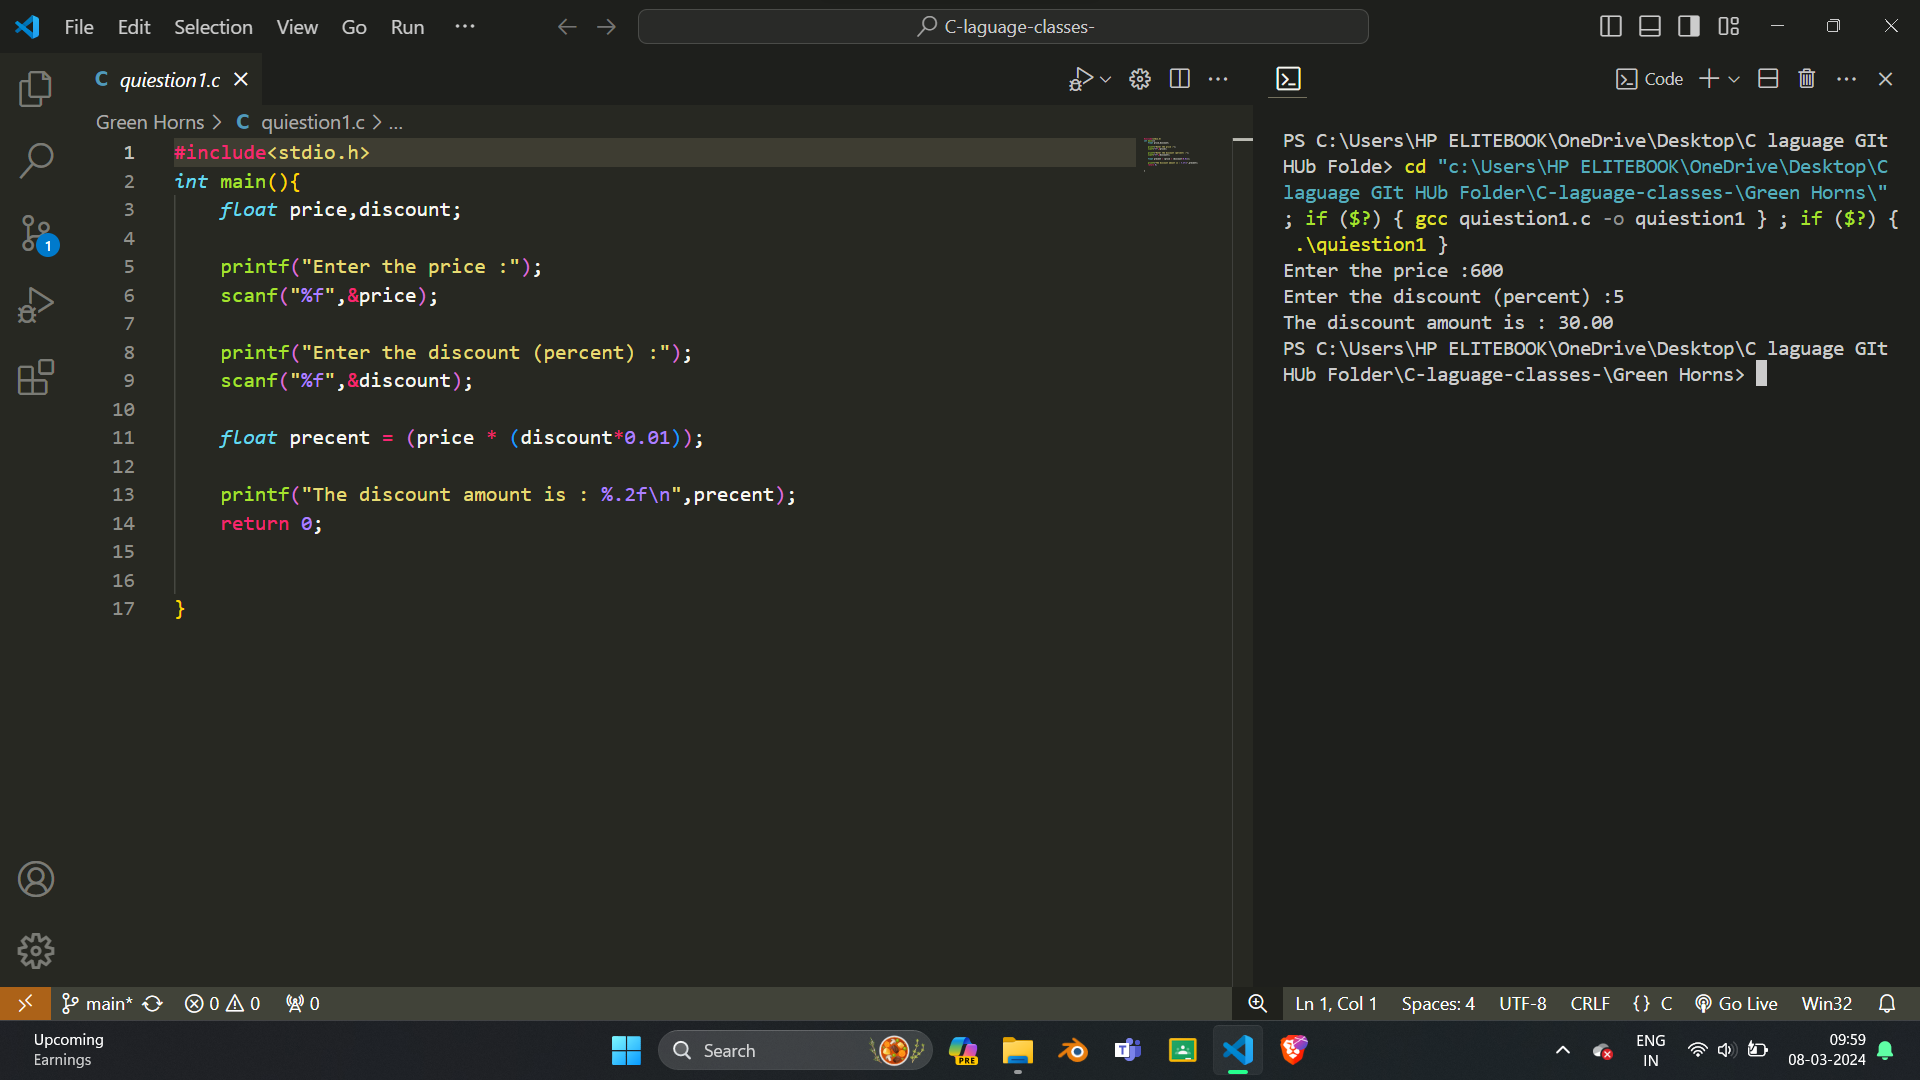 File Edit Selection View Go Run ...
C-laguage-classes-
C quiestion1.c
Code
Green Horns > C quiestion1.c > ...
1 #include<stdio.h>
2 int main(){
3 float price,discount;
4
5 printf("Enter the price :");
6 scanf("%f",&price);
7
8 printf("Enter the discount (percent) :");
9 scanf("%f",&discount);
10
11 float precent = (price * (discount*0.01));
12
13 printf("The discount amount is : %.2f\n",precent);
14 return 0;
15
16
17 }
PS C:\Users\HP ELITEBOOK\OneDrive\Desktop\C laguage GIt
HUb Folde> cd "c:\Users\HP ELITEBOOK\OneDrive\Desktop\C
laguage GIt HUb Folder\C-laguage-classes-\Green Horns\"
; if ($?) { gcc quiestion1.c -o quiestion1 } ; if ($?) {
.\quiestion1 }
Enter the price :600
Enter the discount (percent) :5
The discount amount is : 30.00
PS C:\Users\HP ELITEBOOK\OneDrive\Desktop\C laguage GIt
HUb Folder\C-laguage-classes-\Green Horns>
1
main* 0 0 0 Ln 1, Col 1 Spaces: 4 UTF-8 CRLF {} C Go Live Win32
Upcoming
Earnings
Search
PRE
ENG
IN
09:59
08-03-2024